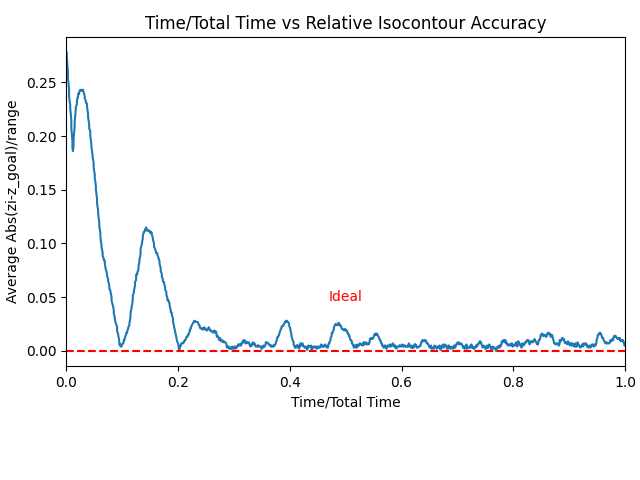 Time/Total Time vs Relative Isocontour Accuracy
Average Abs(zi-z_goal)/range
0.25
0.20
0.15
0.10
0.05
0.00
Ideal
0.0 0.2 0.4 0.6 0.8 1.0
Time/Total Time